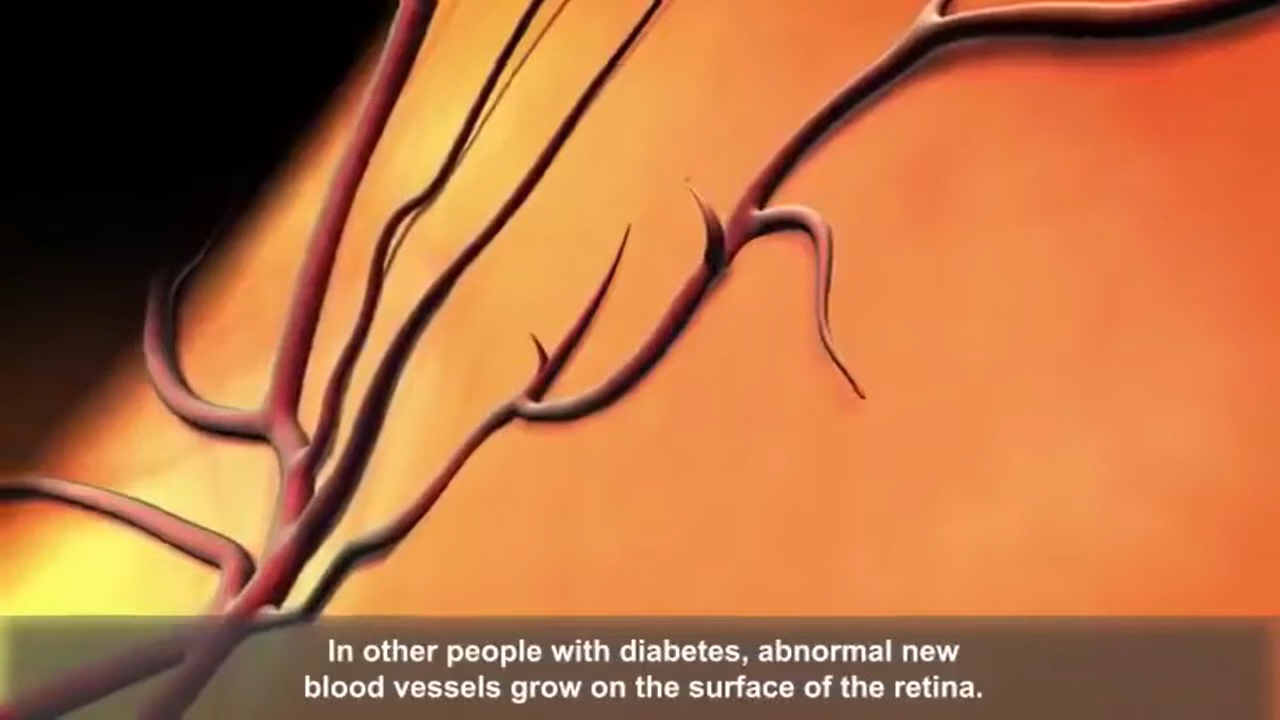 In other people with diabetes, abnormal new
blood vessels grow on the surface of the retina.